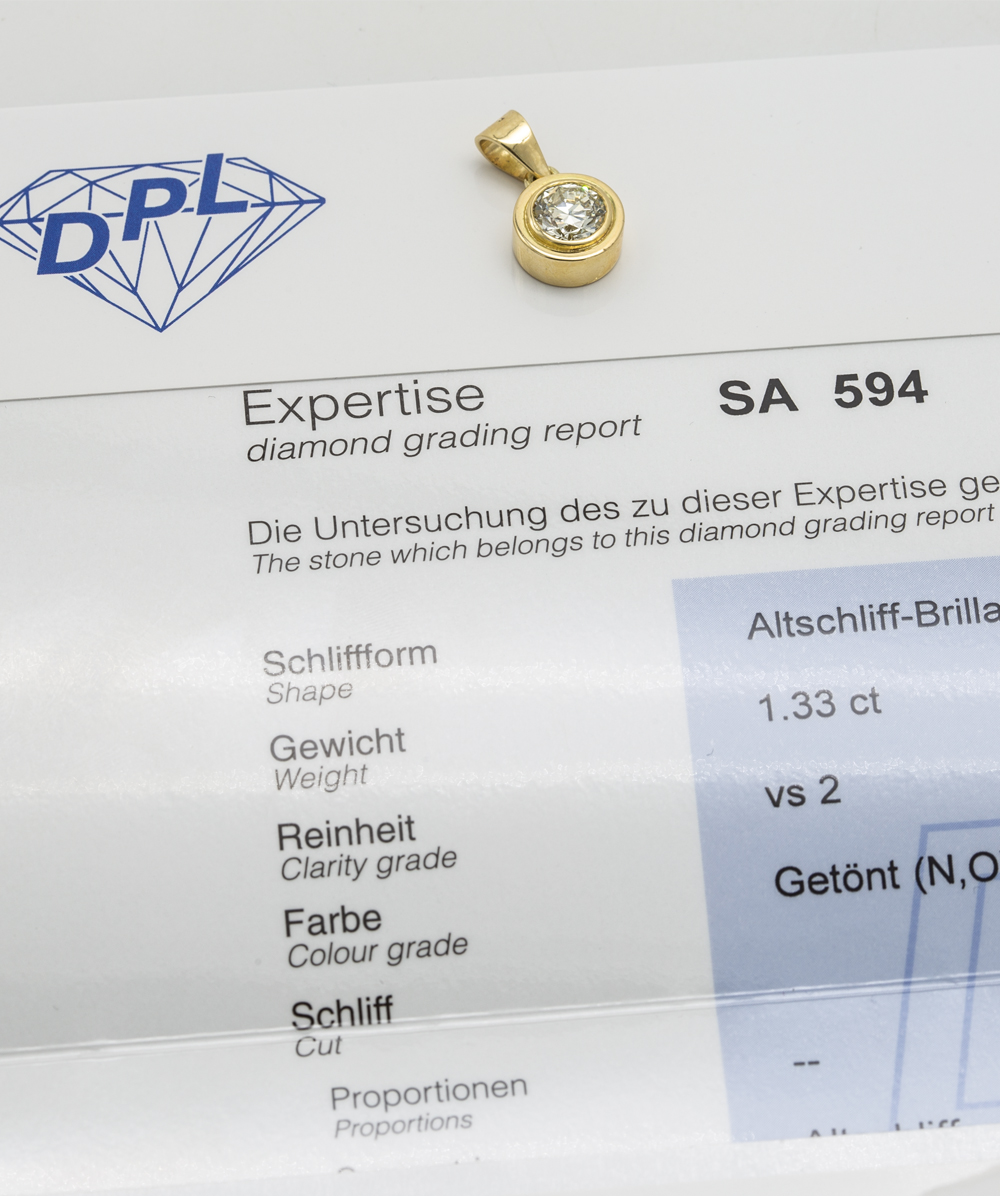 DPL
Expertise SA 594
diamond grading report
Die Untersuchung des zu dieser Expertise ge
The stone which belongs to this diamond grading report
Schliffform Altschliff-Brilla
Shape
Gewicht 1.33 ct
Weight
Reinheit vs 2
Clarity grade
Farbe Getönt (N,O
Colour grade
Schliff
Cut
Proportionen --
Proportions